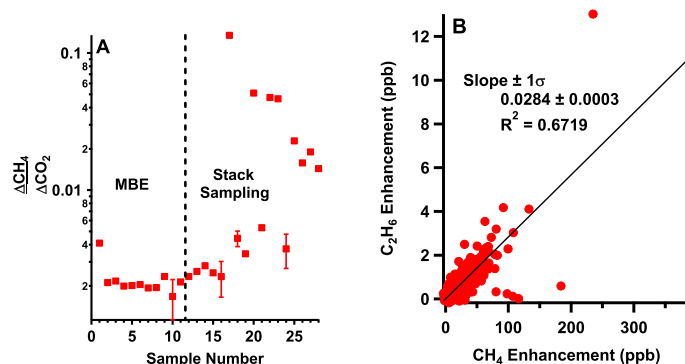 A
0.1
8
6
4
2
0.01
8
6
4
2
ΔCH4
ΔCO2
MBE
Stack
Sampling
0 5 10 15 20 25
Sample Number
B
12
10
8
6
4
2
0
C2H6 Enhancement (ppb)
Slope ± 1σ
0.0284 ± 0.0003
R2 = 0.6719
0 100 200 300
CH4 Enhancement (ppb)